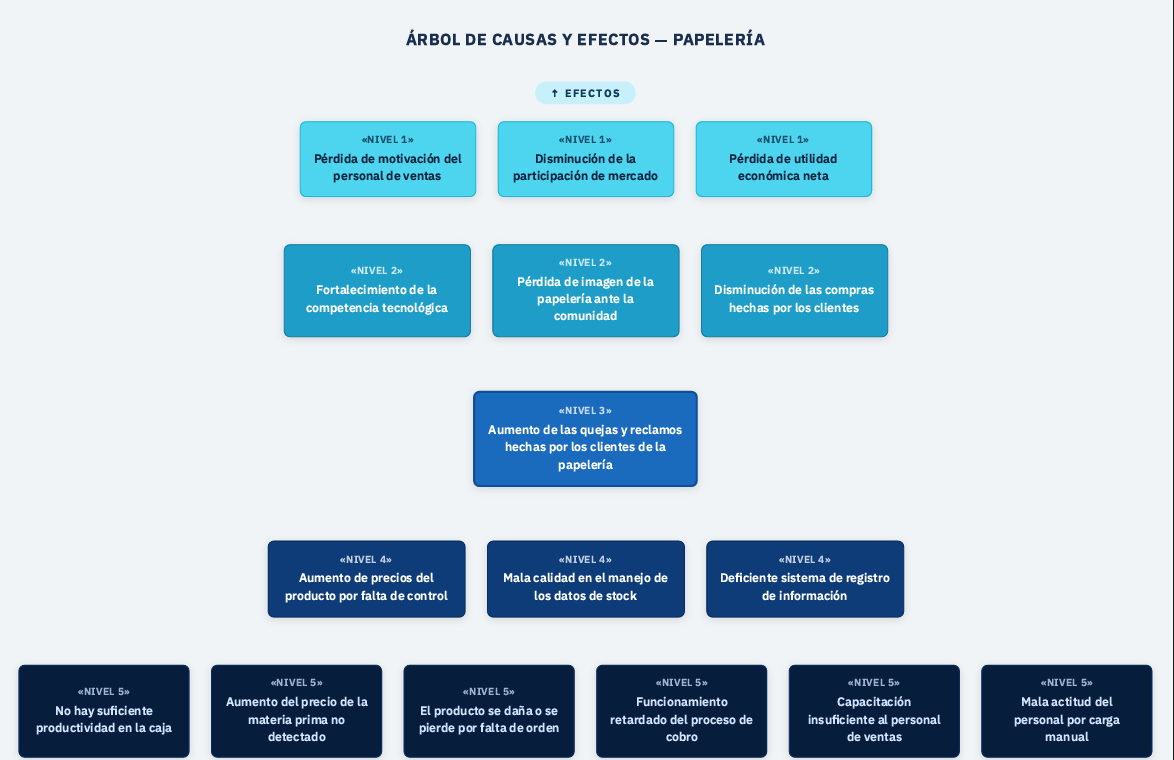 ÁRBOL DE CAUSAS Y EFECTOS — PAPELERÍA
↑ EFECTOS
«NIVEL 1»
Pérdida de motivación del
personal de ventas
«NIVEL 1»
Disminución de la
participación de mercado
«NIVEL 1»
Pérdida de utilidad
económica neta
«NIVEL 2»
Fortalecimiento de la
competencia tecnológica
«NIVEL 2»
Pérdida de imagen de la
papelería ante la
comunidad
«NIVEL 2»
Disminución de las compras
hechas por los clientes
«NIVEL 3»
Aumento de las quejas y reclamos
hechas por los clientes de la
papelería
«NIVEL 4»
Aumento de precios del
producto por falta de control
«NIVEL 4»
Mala calidad en el manejo de
los datos de stock
«NIVEL 4»
Deficiente sistema de registro
de información
«NIVEL 5»
No hay suficiente
productividad en la caja
«NIVEL 5»
Aumento del precio de la
materia prima no
detectado
«NIVEL 5»
El producto se daña o se
pierde por falta de orden
«NIVEL 5»
Funcionamiento
retardado del proceso de
cobro
«NIVEL 5»
Capacitación
insuficiente al personal
de ventas
«NIVEL 5»
Mala actitud del
personal por carga
manual